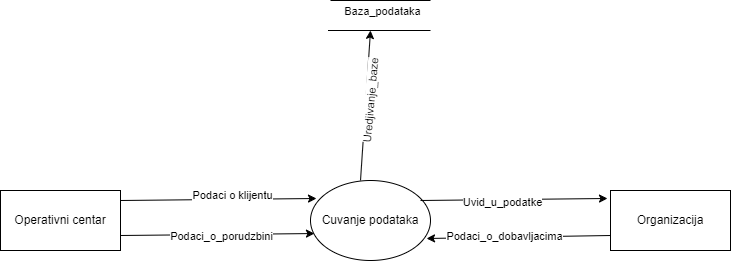 Baza_podataka
Uredjivanje_baze
Podaci o klijentu
Uvid_u_podatke
Operativni centar
Cuvanje podataka
Organizacija
Podaci_o_porudzbini
Podaci_o_dobavljacima